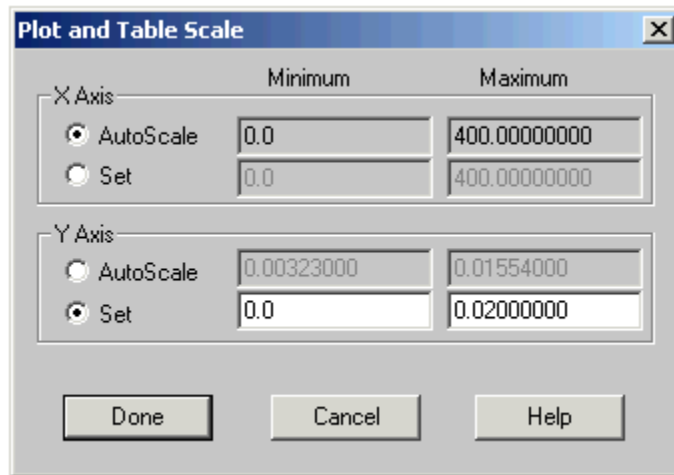 Plot and Table Scale
Minimum Maximum
X Axis
AutoScale 0.0 400.00000000
Set 0.0 400.00000000
Y Axis
AutoScale 0.00323000 0.01554000
Set 0.0 0.02000000
Done Cancel Help